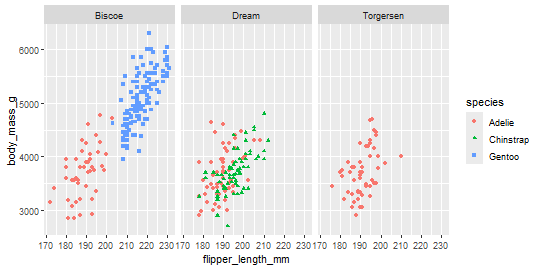 Biscoe Dream Torgersen
6000
5000
4000
3000
body_mass_g
170 180 190 200 210 220 230 170 180 190 200 210 220 230 170 180 190 200 210 220 230
flipper_length_mm
species
Adelie
Chinstrap
Gentoo